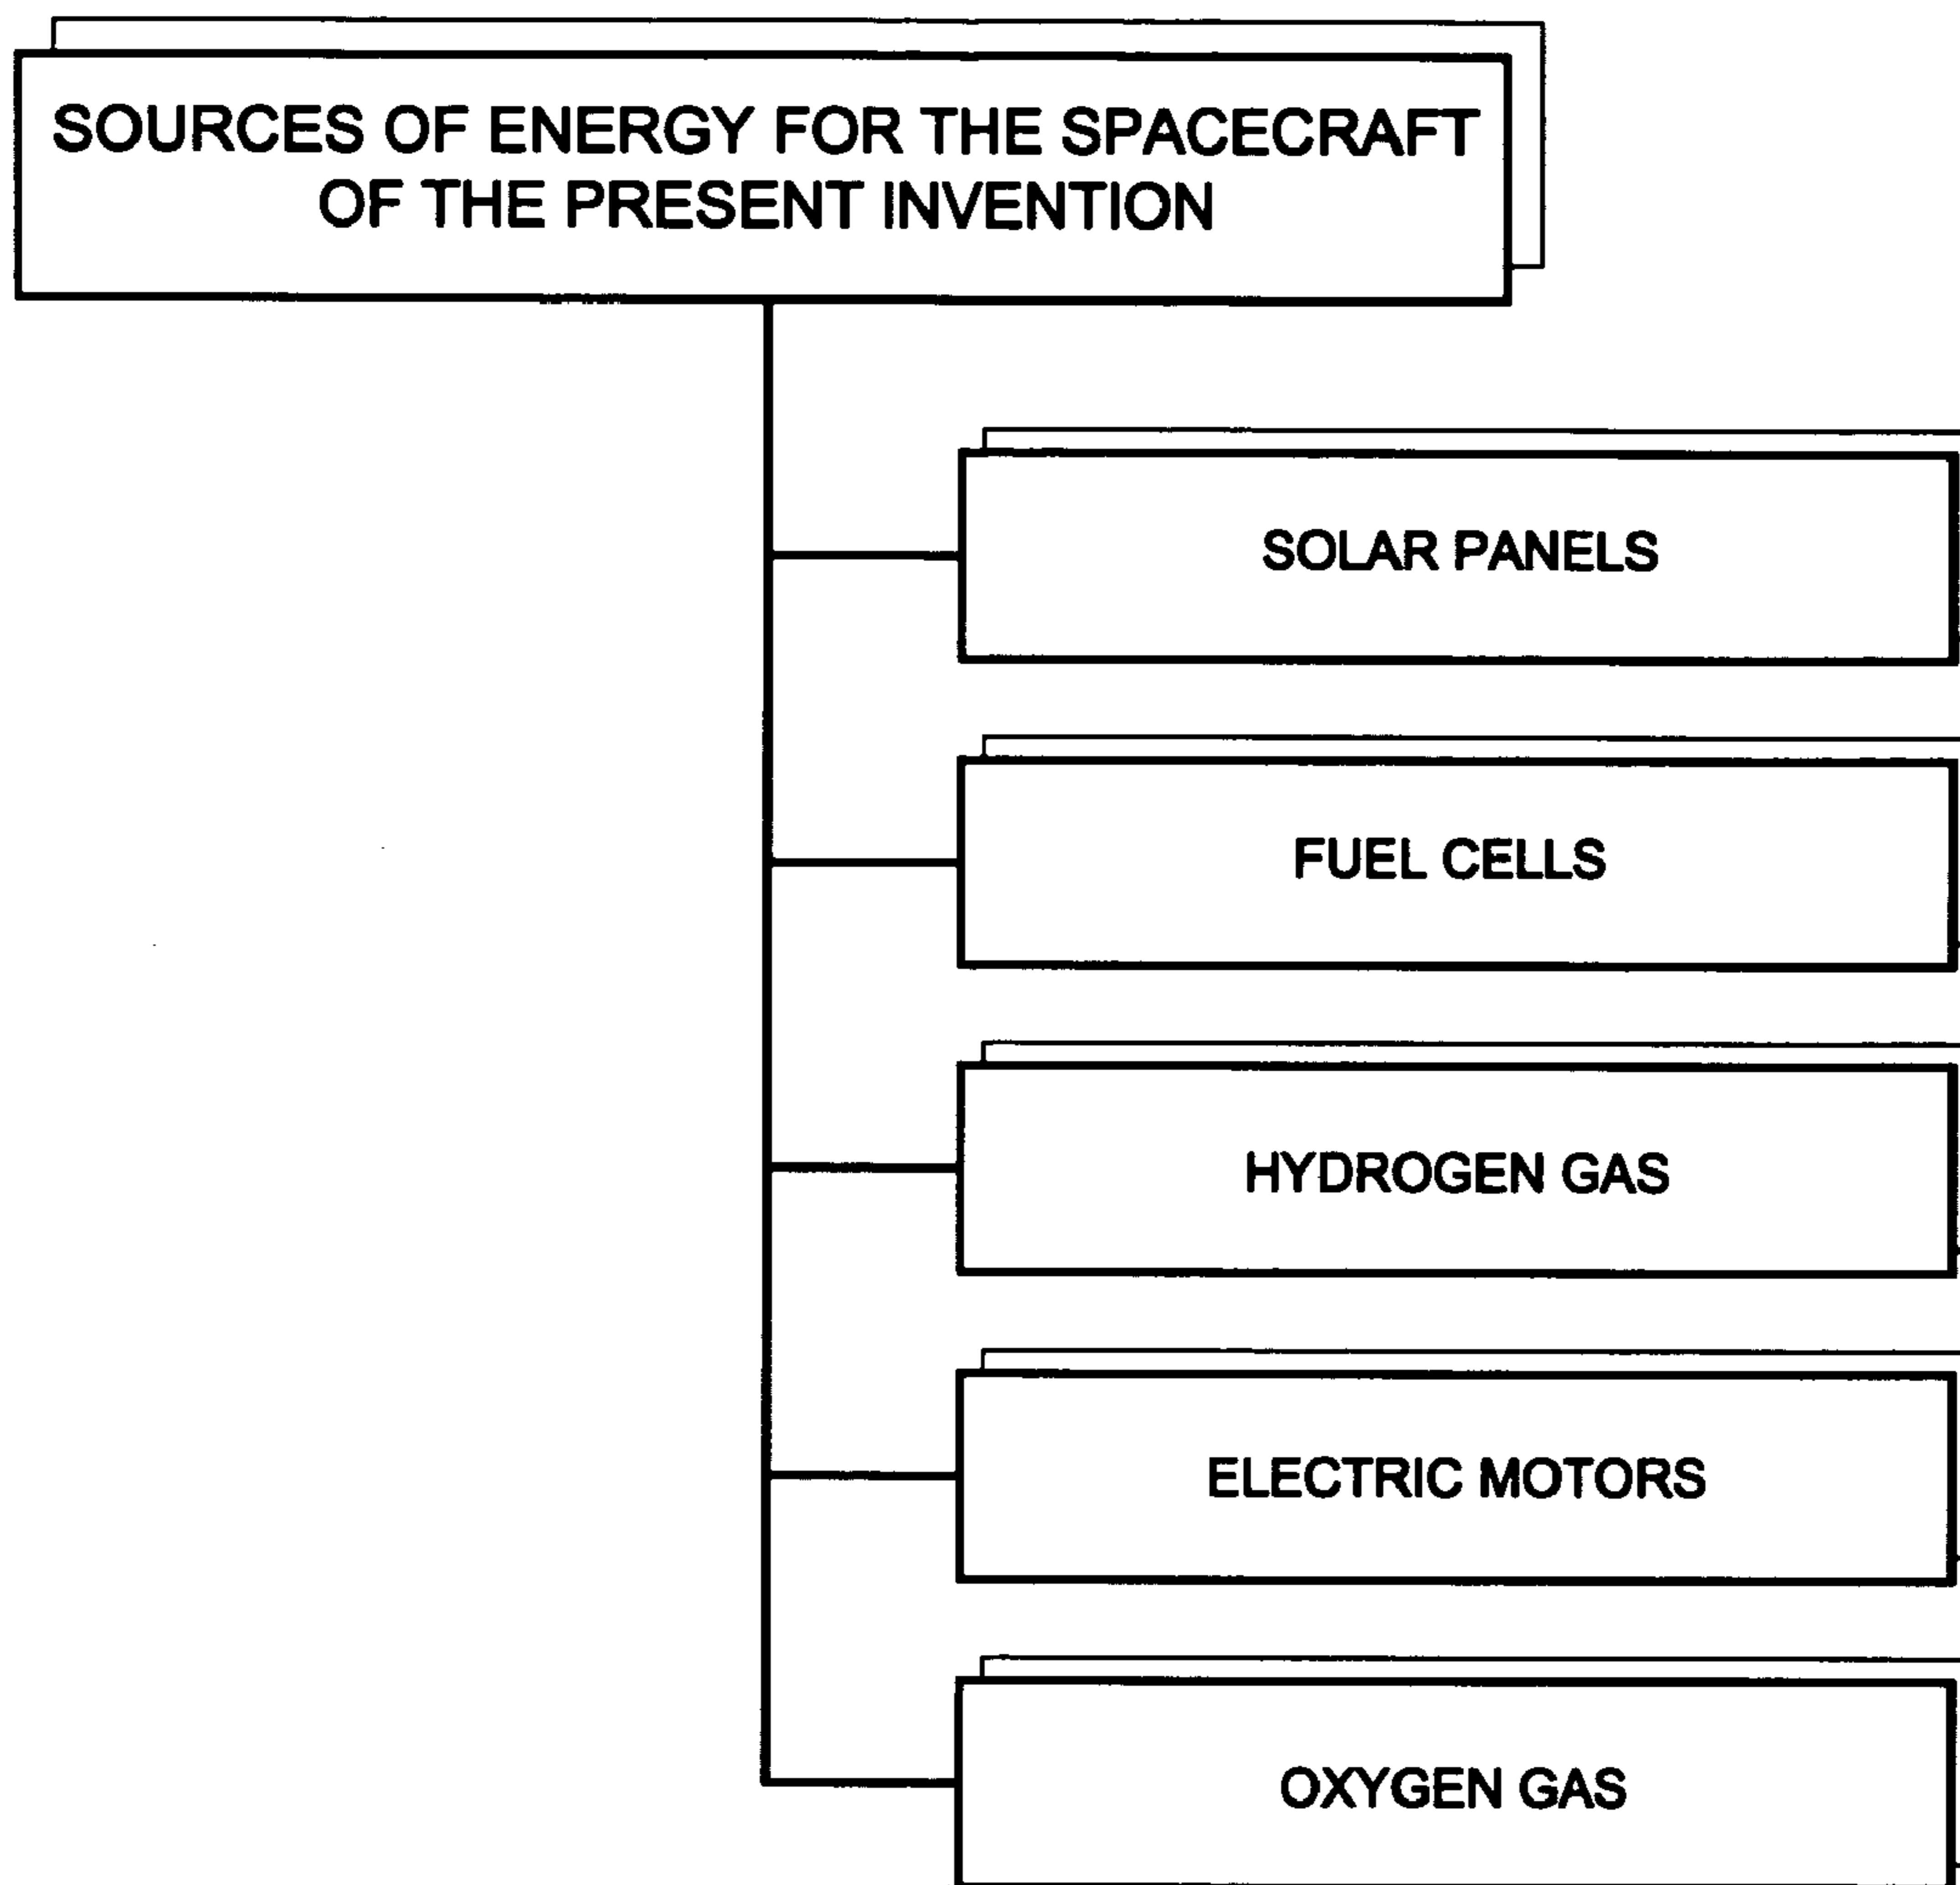 SOURCES OF ENERGY FOR THE SPACECRAFT
OF THE PRESENT INVENTION
SOLAR PANELS
FUEL CELLS
HYDROGEN GAS
ELECTRIC MOTORS
OXYGEN GAS